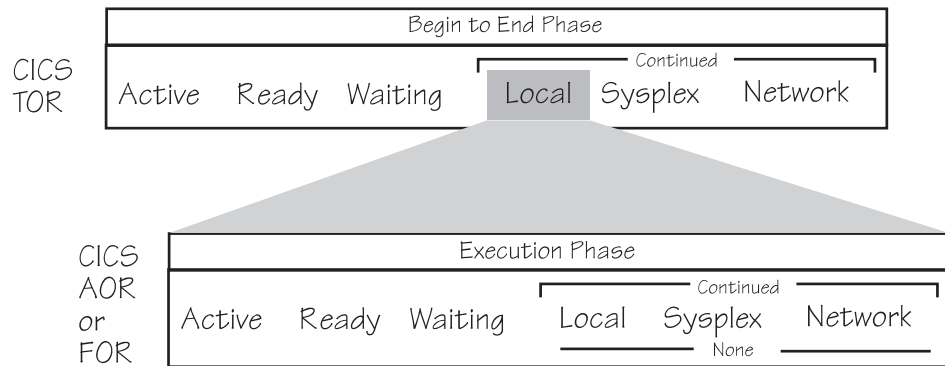 Begin to End Phase
CICS
TOR
Continued
Active Ready Waiting Local Sysplex Network
CICS
AOR
or
FOR
Execution Phase
Continued
Active Ready Waiting Local Sysplex Network
None